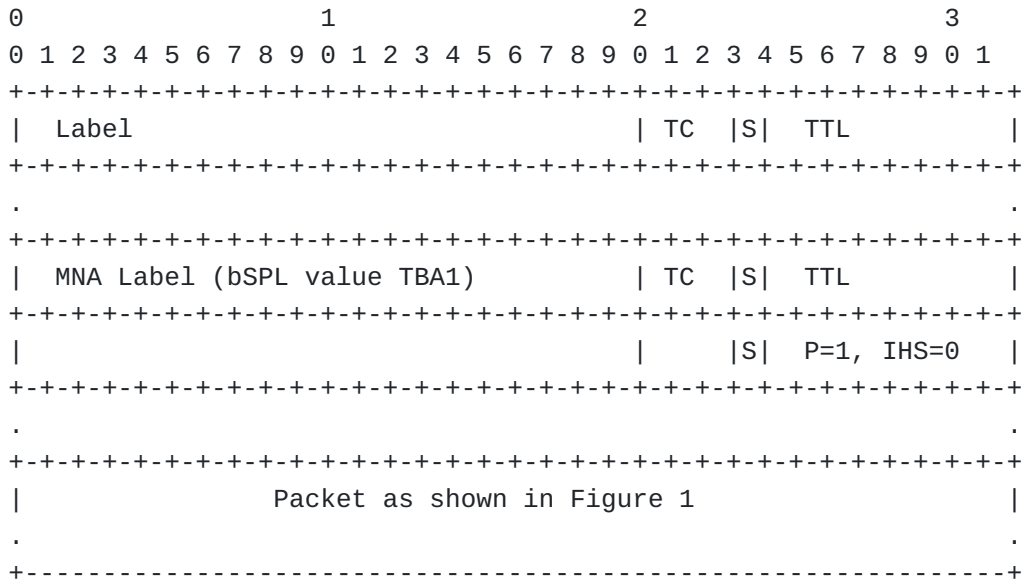 0                   1                   2                   3
0 1 2 3 4 5 6 7 8 9 0 1 2 3 4 5 6 7 8 9 0 1 2 3 4 5 6 7 8 9 0 1
+-+-+-+-+-+-+-+-+-+-+-+-+-+-+-+-+-+-+-+-+-+-+-+-+-+-+-+-+-+-+-+-+
|  Label                                | TC  |S|  TTL          |
+-+-+-+-+-+-+-+-+-+-+-+-+-+-+-+-+-+-+-+-+-+-+-+-+-+-+-+-+-+-+-+-+
.                                                               .
+-+-+-+-+-+-+-+-+-+-+-+-+-+-+-+-+-+-+-+-+-+-+-+-+-+-+-+-+-+-+-+-+
|  MNA Label (bSPL value TBA1)          | TC  |S|  TTL          |
+-+-+-+-+-+-+-+-+-+-+-+-+-+-+-+-+-+-+-+-+-+-+-+-+-+-+-+-+-+-+-+-+
|                                       |     |S|  P=1, IHS=0   |
+-+-+-+-+-+-+-+-+-+-+-+-+-+-+-+-+-+-+-+-+-+-+-+-+-+-+-+-+-+-+-+-+
.                                                               .
+-+-+-+-+-+-+-+-+-+-+-+-+-+-+-+-+-+-+-+-+-+-+-+-+-+-+-+-+-+-+-+-+
|                Packet as shown in Figure 1                    |
.                                                               .
+---------------------------------------------------------------+